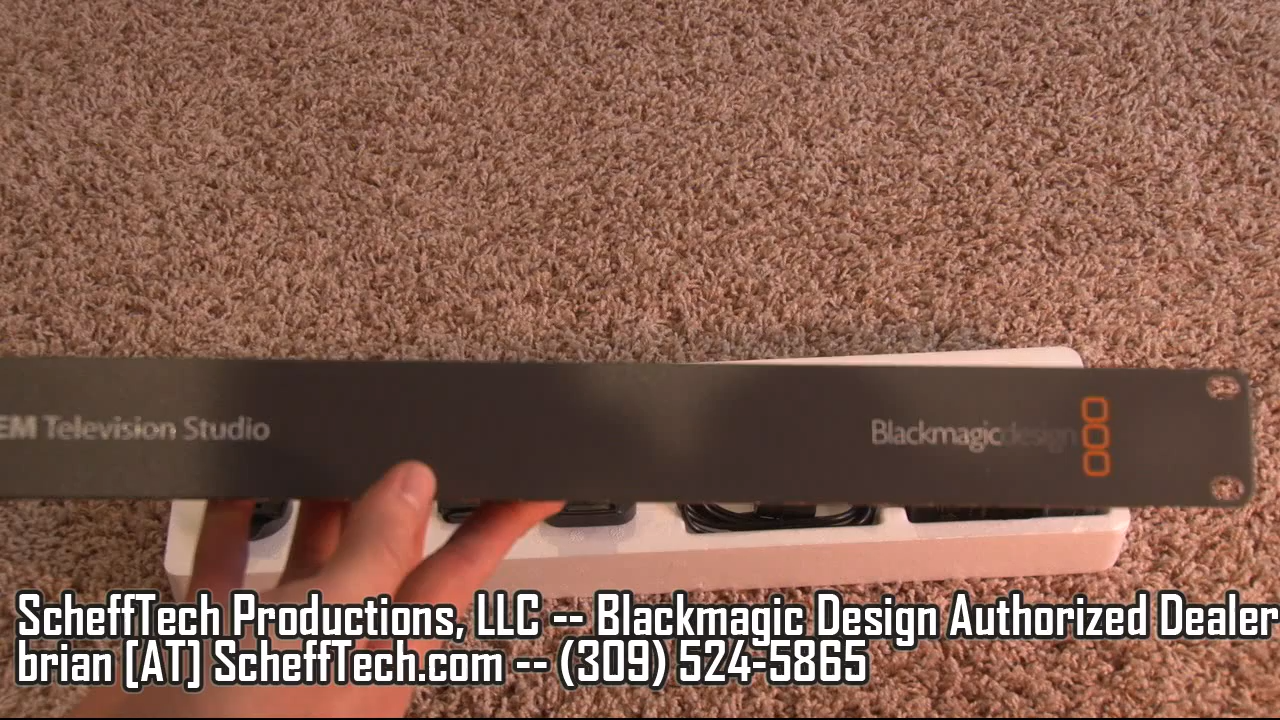 EM Television Studio
Blackmagicdesign
ScheffTech Productions, LLC -- Blackmagic Design Authorized Dealer
brian [AT] ScheffTech.com -- (309) 524-5865